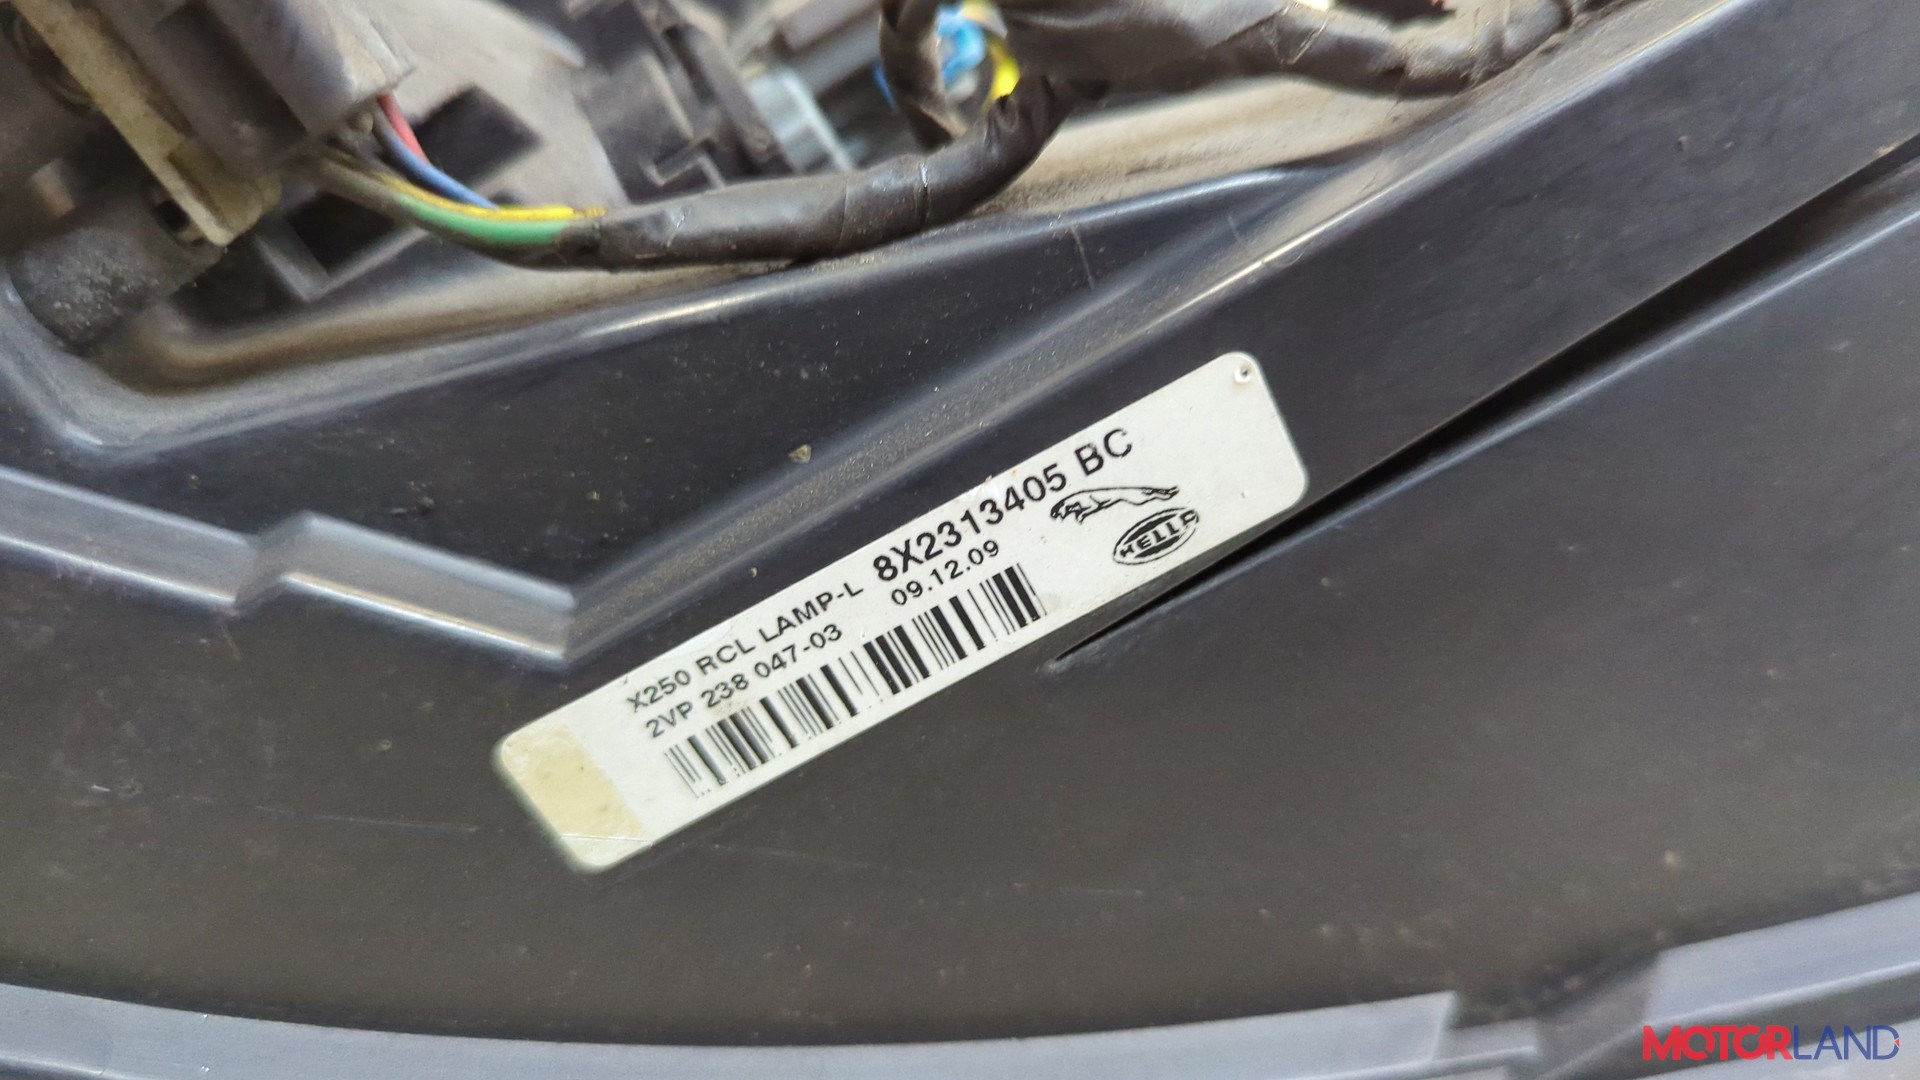 X250 RCL LAMP-L 8X2313405 BC
2VP 238 047-03 09.12.09
HELLA
MOTORLAND